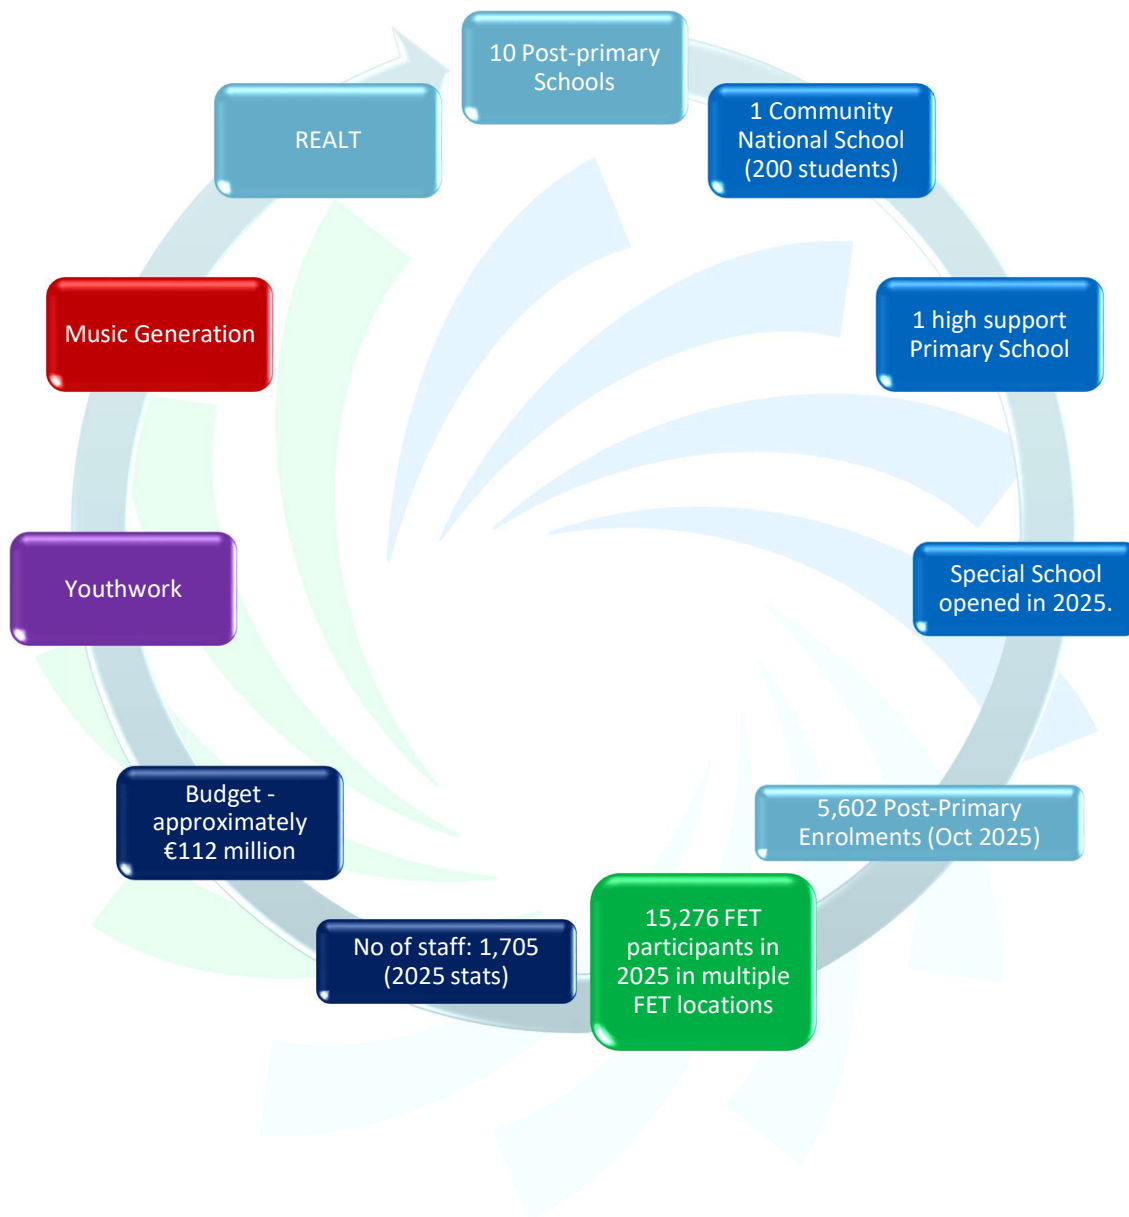 10 Post-primary
Schools
1 Community
National School
(200 students)
1 high support
Primary School
Special School
opened in 2025.
5,602 Post-Primary
Enrolments (Oct 2025)
15,276 FET
participants in
2025 in multiple
FET locations
No of staff: 1,705
(2025 stats)
Budget -
approximately
€112 million
Youthwork
Music Generation
REALT